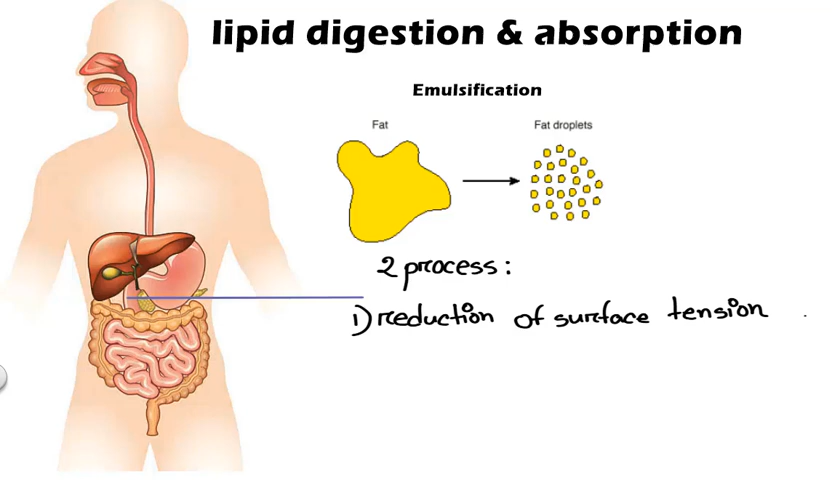 lipid digestion & absorption
Emulsification
Fat
Fat droplets
2 process:
1) reduction of surface tension